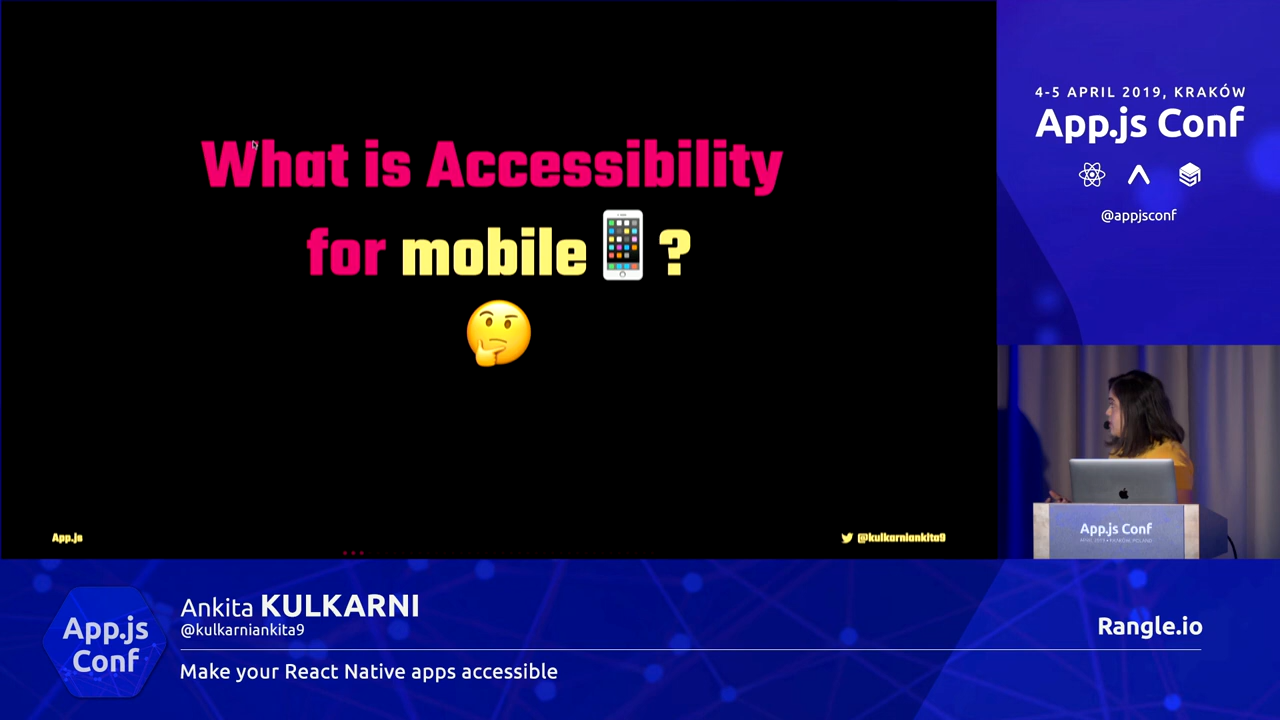 What is Accessibility
for mobile ?
App.js
@kulkarniankita9
4-5 APRIL 2019, KRAKÓW
App.js Conf
@appjsconf
App.js Conf
App.js
Conf
Ankita KULKARNI
@kulkarniankita9
Make your React Native apps accessible
Rangle.io